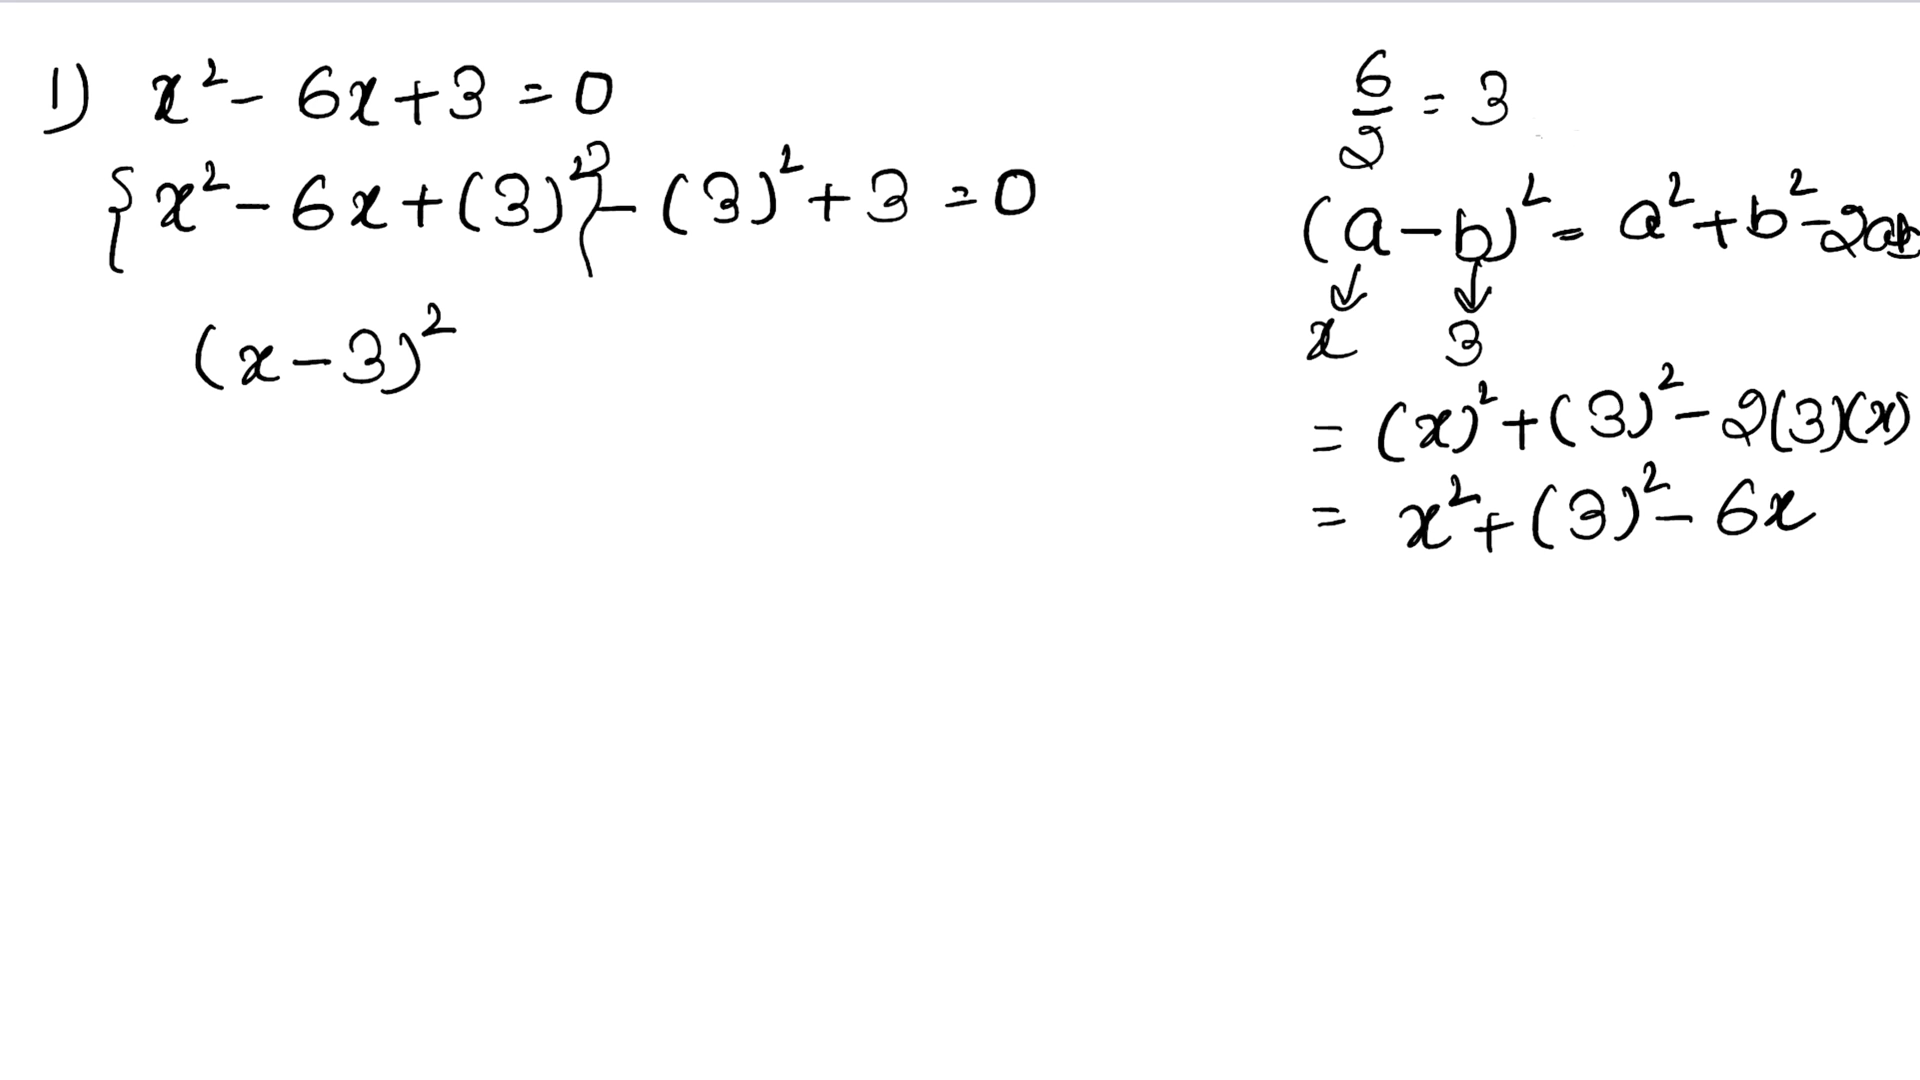 1) x² - 6x + 3 = 0
{x² - 6x + (3)²} - (3)² + 3 = 0
(x - 3)²
6/2 = 3
(a - b)² = a² + b² - 2ab
↓ ↓
x 3
= (x)² + (3)² - 2(3)(x)
= x² + (3)² - 6x